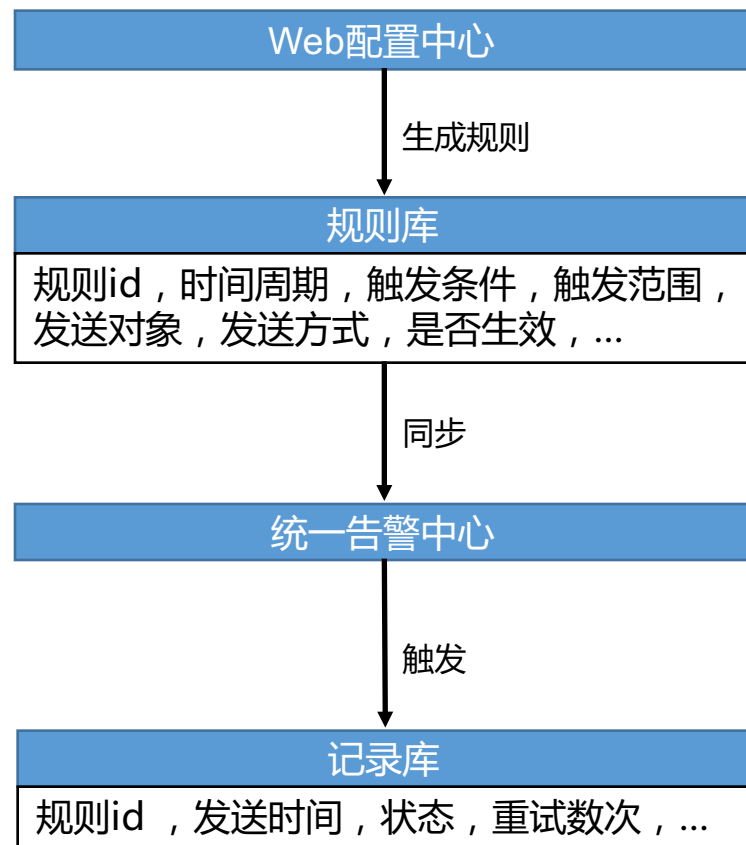 Web配置中心
生成规则
规则库
规则id，时间周期，触发条件，触发范围，
发送对象，发送方式，是否生效，...
同步
统一告警中心
触发
记录库
规则id ，发送时间，状态，重试数次，...